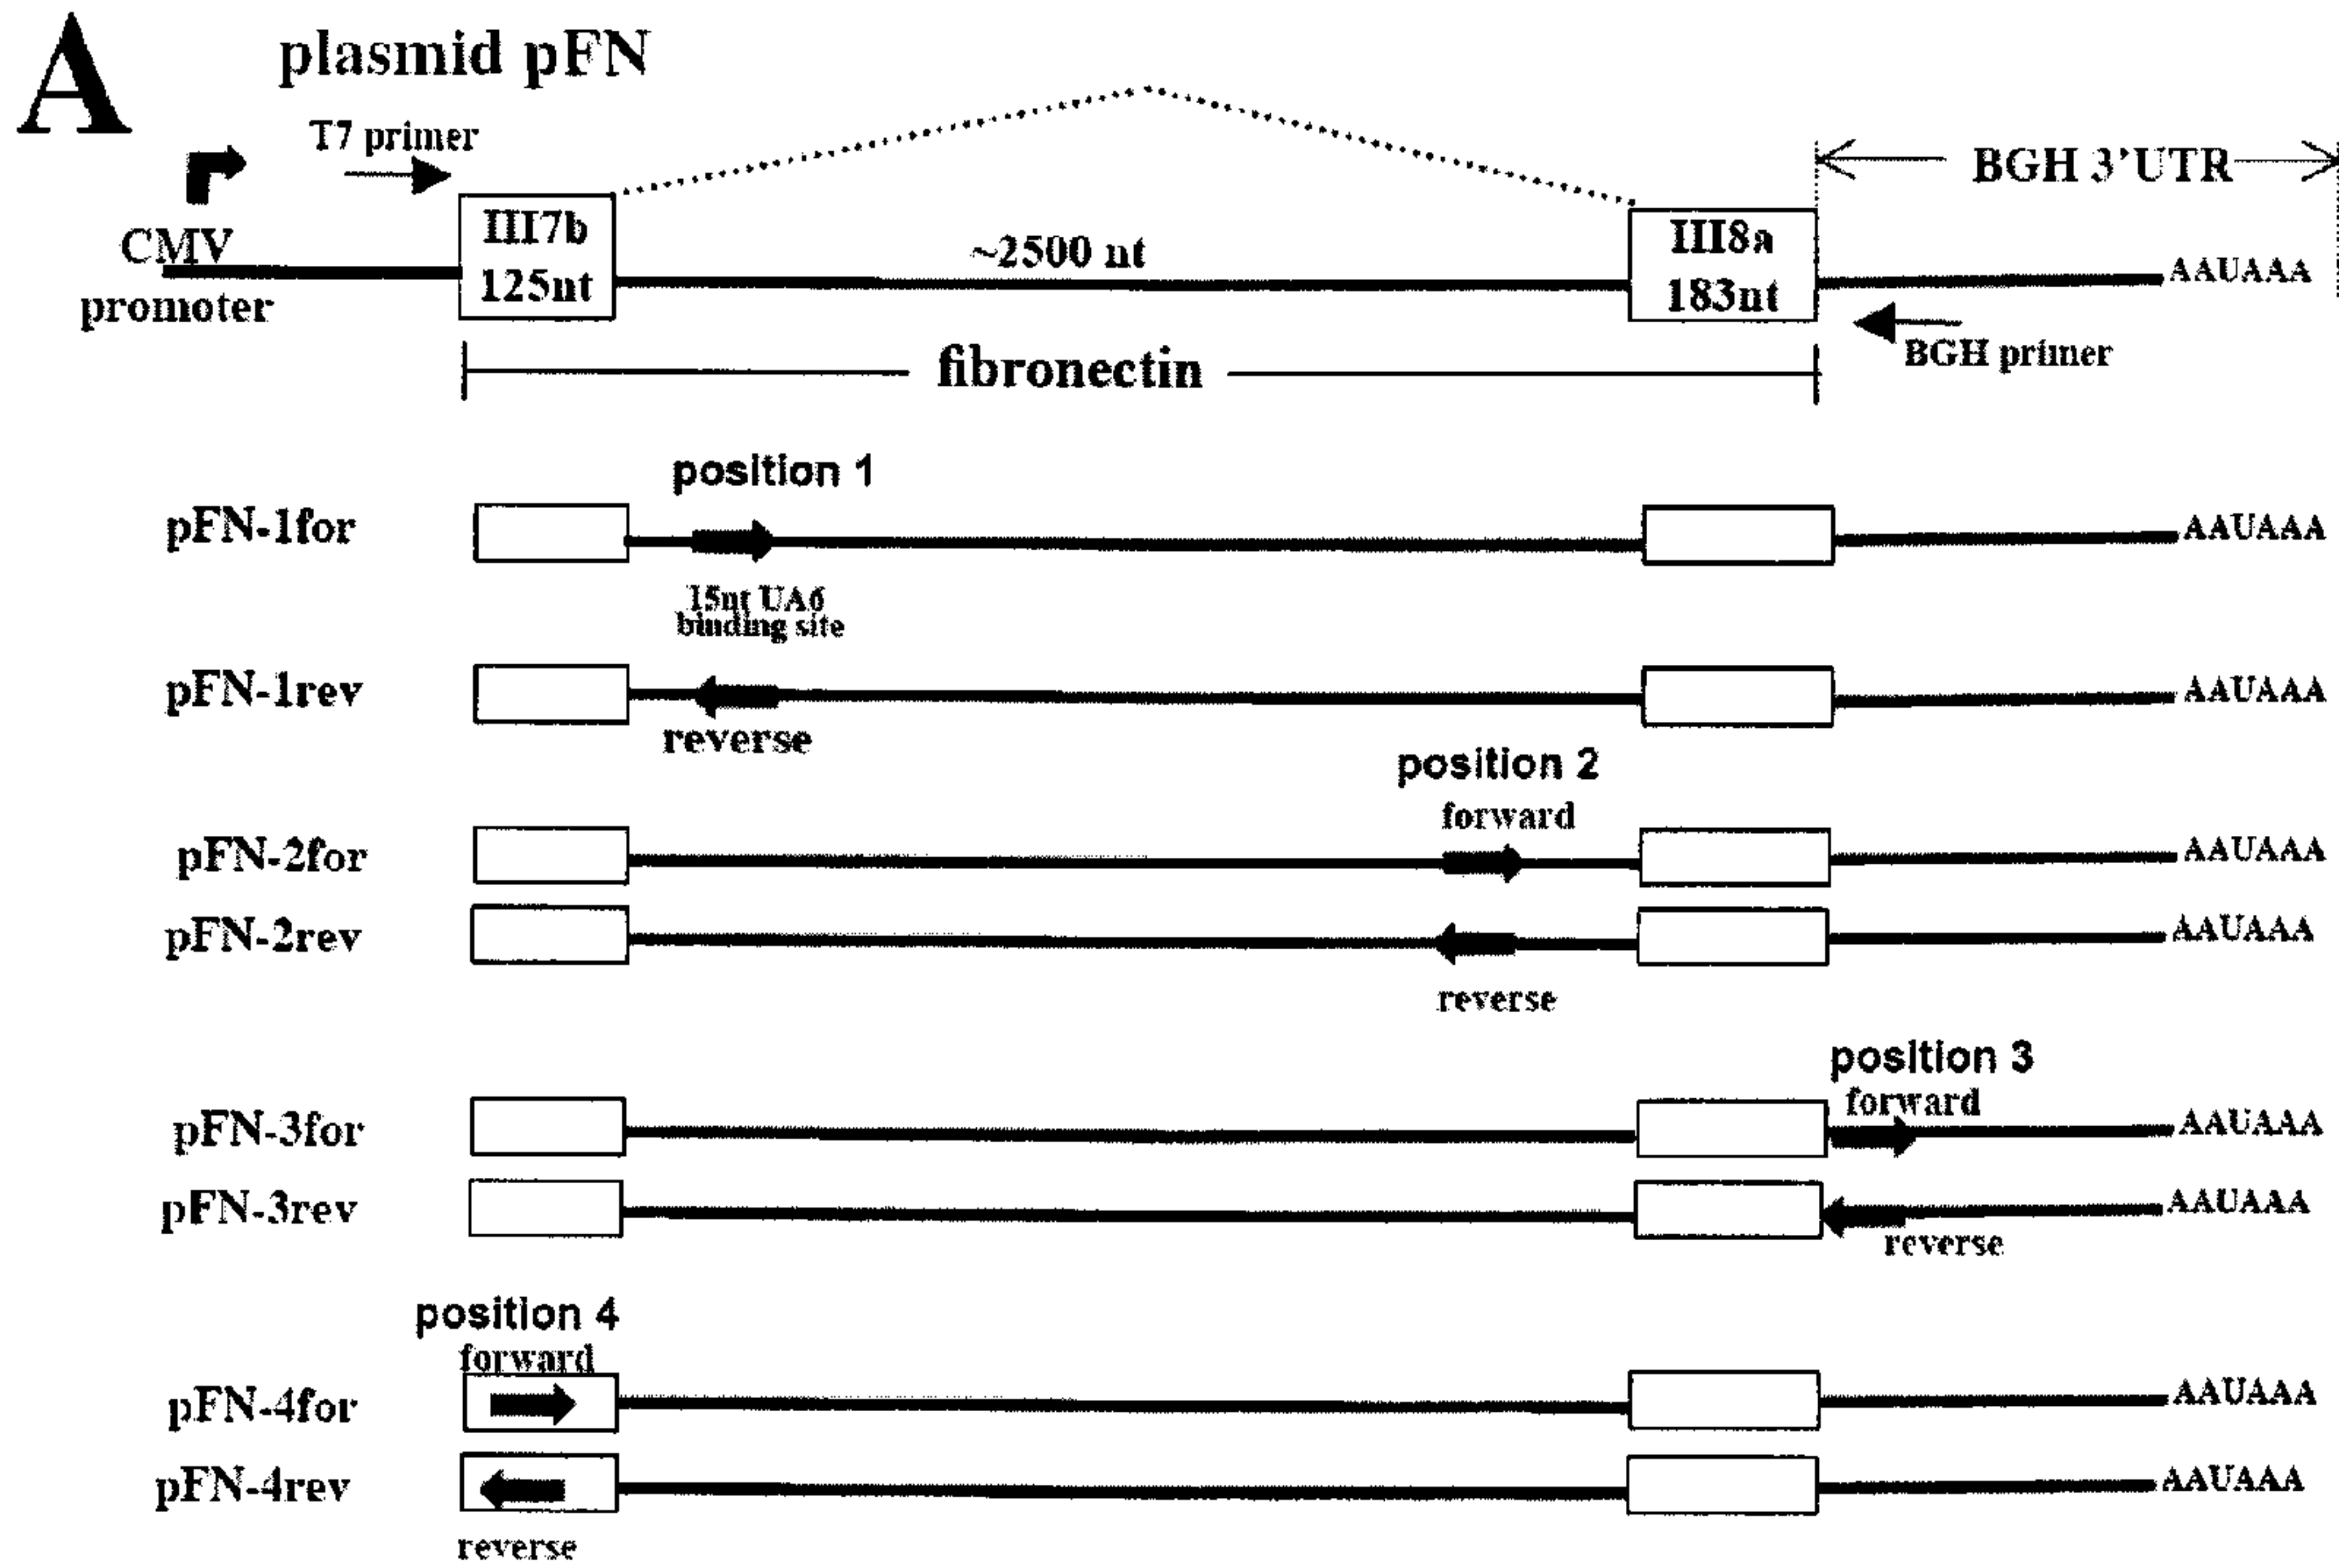 A
plasmid pFN
T7 primer
CMV
promoter
III7b
125nt
~2500 nt
III8a
183nt
BGH 3'UTR
AAUAAA
BGH primer
fibronectin
position 1
pFN-1for
AAUAAA
15nt UA6
binding site
pFN-1rev
AAUAAA
reverse
position 2
forward
pFN-2for
AAUAAA
pFN-2rev
AAUAAA
reverse
position 3
forward
pFN-3for
AAUAAA
pFN-3rev
AAUAAA
reverse
position 4
forward
pFN-4for
AAUAAA
pFN-4rev
AAUAAA
reverse